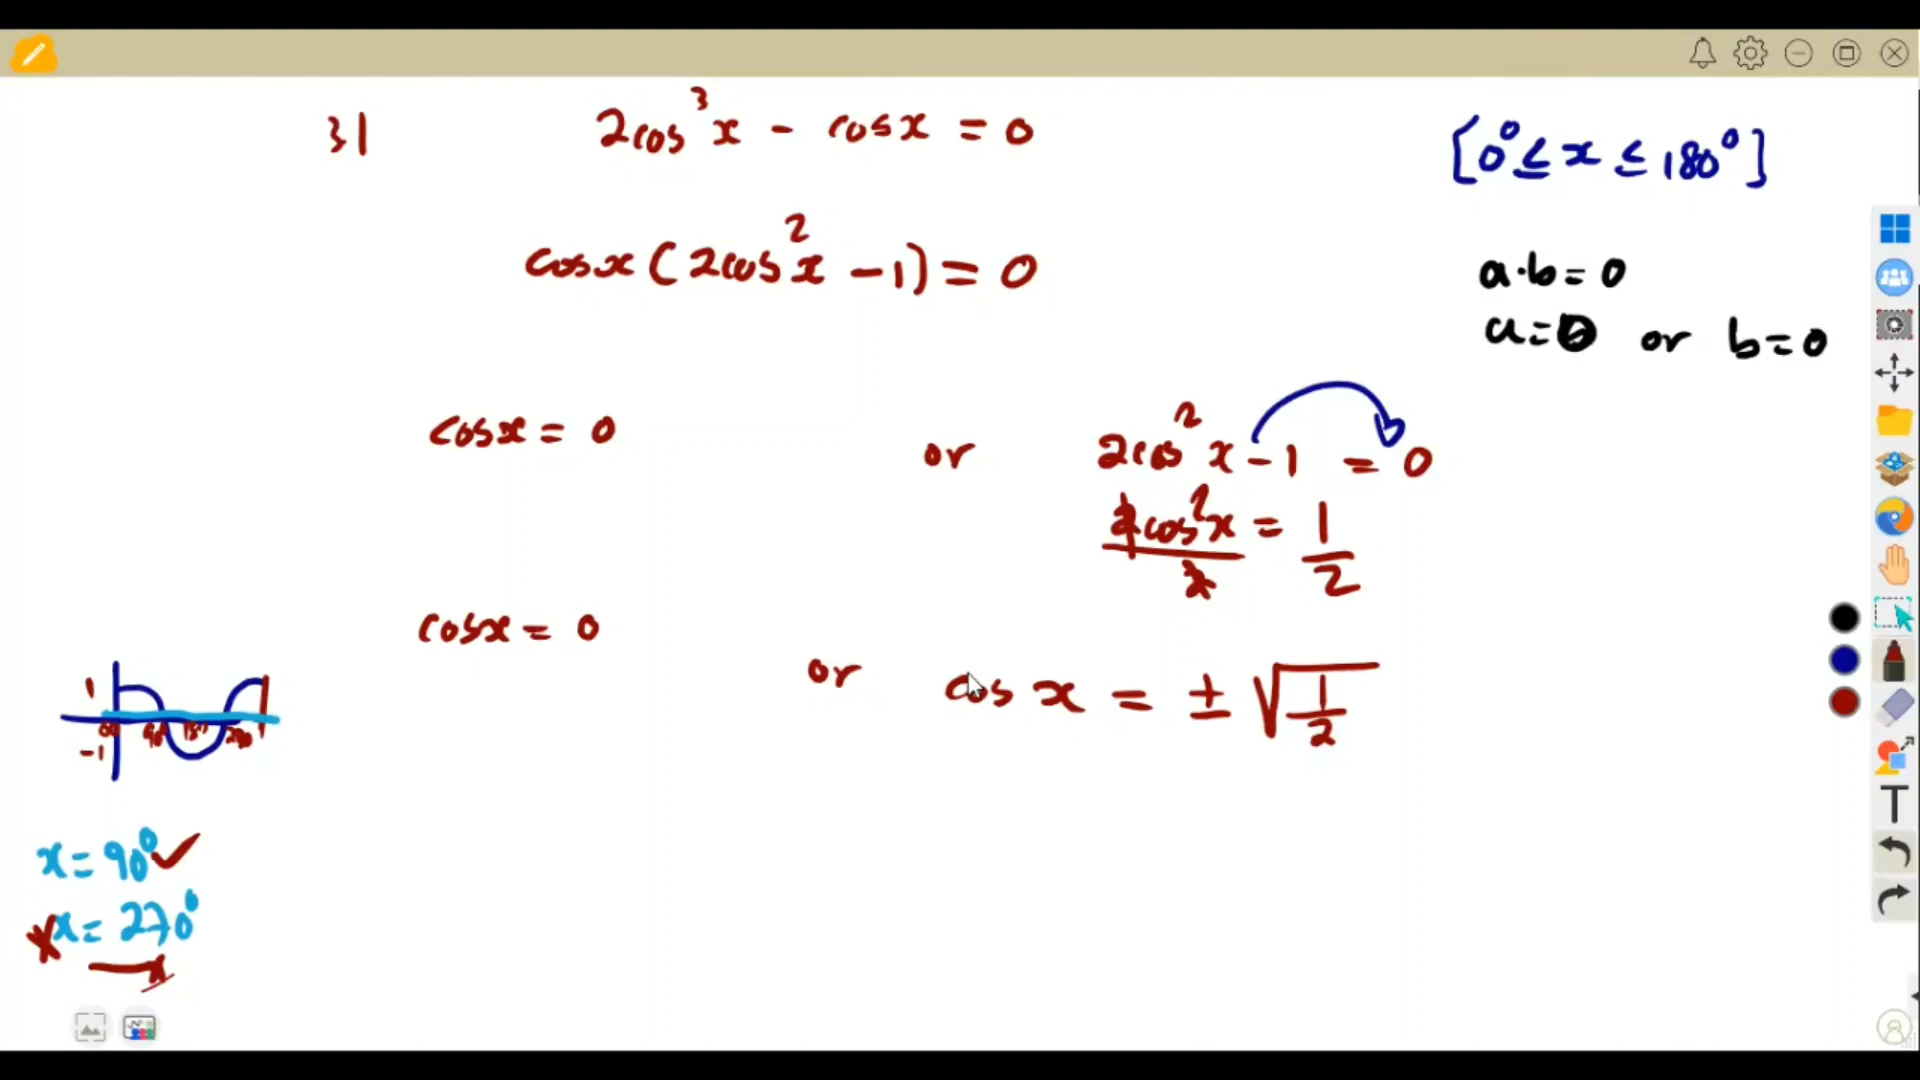 31 2cos³x - cosx = 0 [0° ≤ x ≤ 180°]
cosx (2cos²x - 1) = 0
a·b = 0
a = 0 or b = 0
cosx = 0 or 2cos²x - 1 = 0
2cos²x/2 = 1/2
cosx = 0 or cos x = ± √(1/2)
1
-1
90
x = 90°✓
x x = 270°
x
T